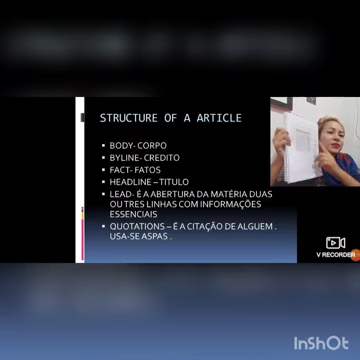 STRUCTURE OF A ARTICLE
BODY- CORPO
BYLINE- CREDITO
FACT- FATOS
HEADLINE – TITULO
LEAD- É A ABERTURA DA MATÉRIA DUAS
OU TRES LINHAS COM INFORMAÇÕES
ESSENCIAIS
QUOTATIONS – É A CITAÇÃO DE ALGUEM .
USA-SE ASPAS .
V RECORDER
InShOt